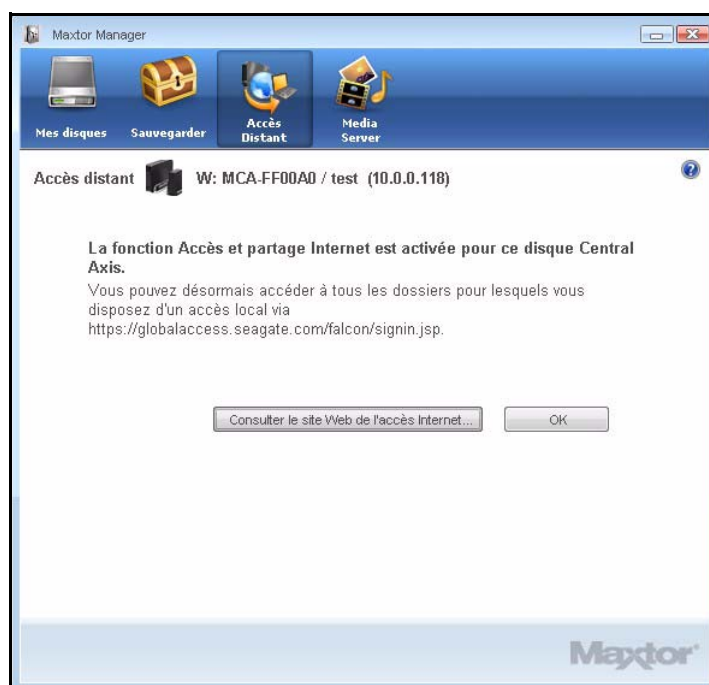 Maxtor Manager
Mes disques
Sauvegarder
Accès
Distant
Media
Server
Accès distant W: MCA-FF00A0 / test (10.0.0.118)
La fonction Accès et partage Internet est activée pour ce disque Central
Axis.
Vous pouvez désormais accéder à tous les dossiers pour lesquels vous
disposez d'un accès local via
https://globalaccess.seagate.com/falcon/signin.jsp.
Consulter le site Web de l'accès Internet...
OK
Maxtor